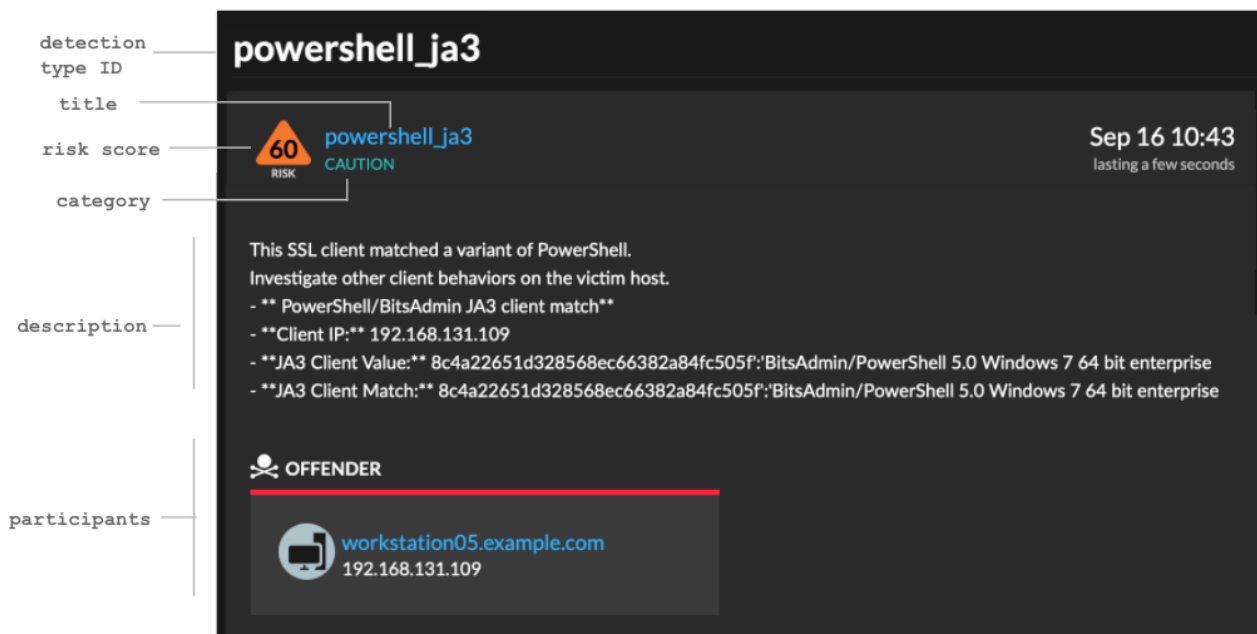 detection
type ID
powershell_ja3
title
risk score
60
RISK
powershell_ja3
CAUTION
Sep 16 10:43
lasting a few seconds
category
description
This SSL client matched a variant of PowerShell.
Investigate other client behaviors on the victim host.
- ** PowerShell/BitsAdmin JA3 client match**
- **Client IP:** 192.168.131.109
- **JA3 Client Value:** 8c4a22651d328568ec66382a84fc505f':'BitsAdmin/PowerShell 5.0 Windows 7 64 bit enterprise
- **JA3 Client Match:** 8c4a22651d328568ec66382a84fc505f':'BitsAdmin/PowerShell 5.0 Windows 7 64 bit enterprise
participants
OFFENDER
workstation05.example.com
192.168.131.109